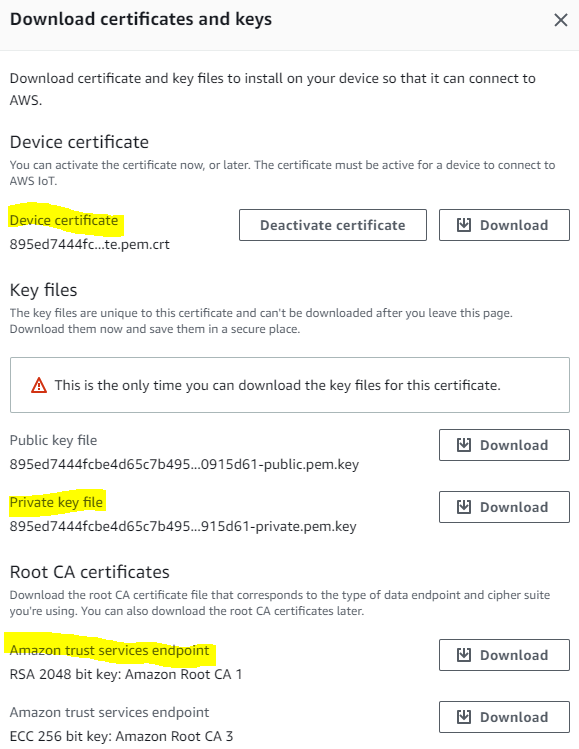 Download certificates and keys
Download certificate and key files to install on your device so that it can connect to
AWS.
Device certificate
You can activate the certificate now, or later. The certificate must be active for a device to connect to
AWS IoT.
Device certificate
895ed7444fc...te.pem.crt
Deactivate certificate
Download
Key files
The key files are unique to this certificate and can't be downloaded after you leave this page.
Download them now and save them in a secure place.
This is the only time you can download the key files for this certificate.
Public key file
895ed7444fcbe4d65c7b495...0915d61-public.pem.key
Download
Private key file
895ed7444fcbe4d65c7b495...915d61-private.pem.key
Download
Root CA certificates
Download the root CA certificate file that corresponds to the type of data endpoint and cipher suite
you're using. You can also download the root CA certificates later.
Amazon trust services endpoint
RSA 2048 bit key: Amazon Root CA 1
Download
Amazon trust services endpoint
ECC 256 bit key: Amazon Root CA 3
Download